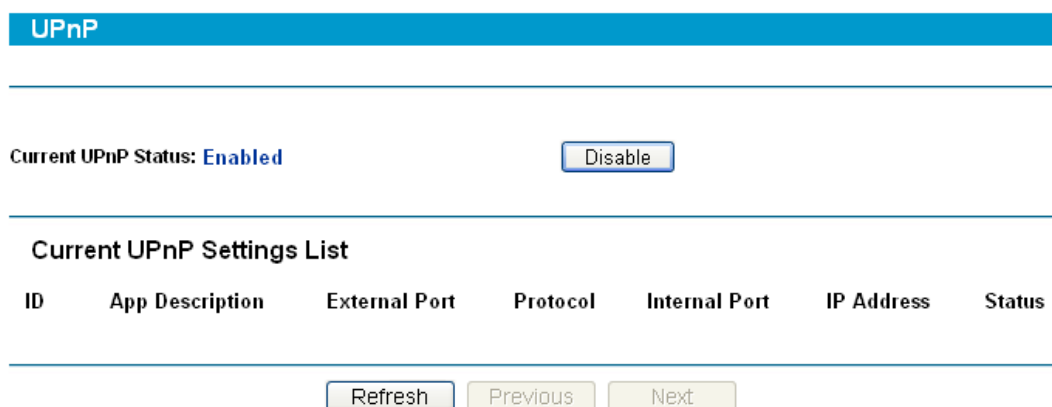 UPnP
Current UPnP Status: Enabled Disable
Current UPnP Settings List
ID App Description External Port Protocol Internal Port IP Address Status
Refresh Previous Next